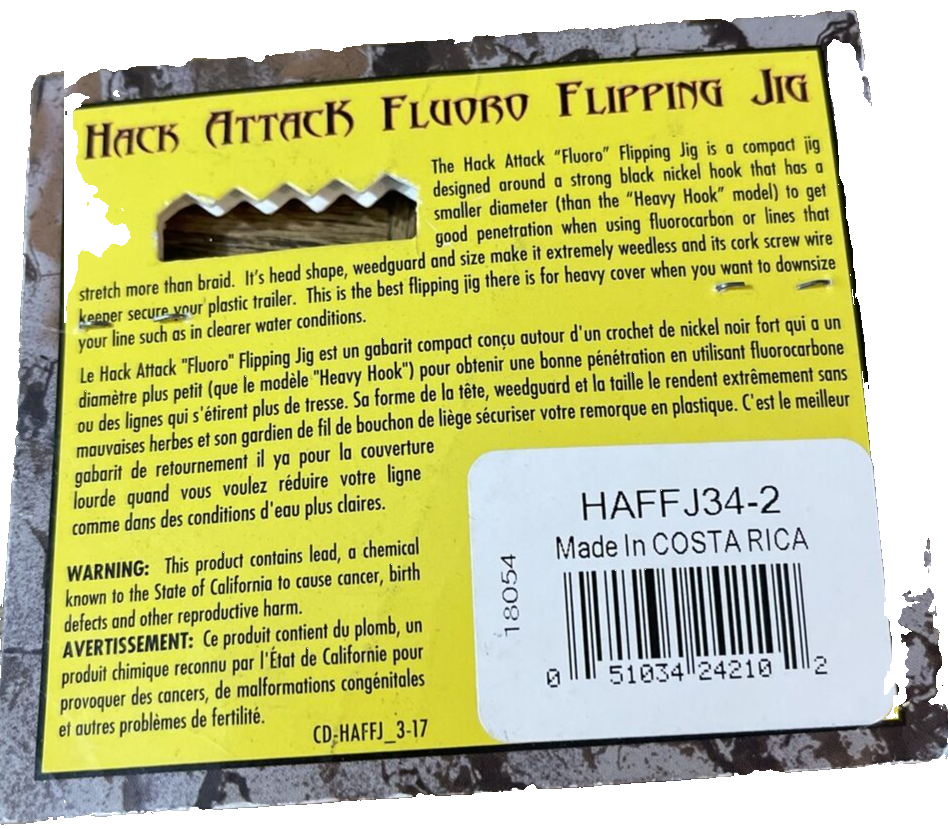 HACK ATTACK FLUORO FLIPPING JIG
The Hack Attack “Fluoro” Flipping Jig is a compact jig
designed around a strong black nickel hook that has a
smaller diameter (than the “Heavy Hook” model) to get
good penetration when using fluorocarbon or lines that
stretch more than braid. It's head shape, weedguard and size make it extremely weedless and its cork screw wire
keeper secure your plastic trailer. This is the best flipping jig there is for heavy cover when you want to downsize
your line such as in clearer water conditions.
Le Hack Attack "Fluoro" Flipping Jig est un gabarit compact conçu autour d'un crochet de nickel noir fort qui a un
diamètre plus petit (que le modèle "Heavy Hook") pour obtenir une bonne pénétration en utilisant fluorocarbone
ou des lignes qui s'étirent plus de tresse. Sa forme de la tête, weedguard et la taille le rendent extrêmement sans
mauvaises herbes et son gardien de fil de bouchon de liège sécuriser votre remorque en plastique. C'est le meilleur
gabarit de retournement il ya pour la couverture
lourde quand vous voulez réduire votre ligne
comme dans des conditions d'eau plus claires.
WARNING: This product contains lead, a chemical
known to the State of California to cause cancer, birth
defects and other reproductive harm.
AVERTISSEMENT: Ce produit contient du plomb, un
produit chimique reconnu par l'État de Californie pour
provoquer des cancers, de malformations congénitales
et autres problèmes de fertilité.
CD-HAFFJ_3-17
HAFFJ34-2
Made In COSTA RICA
18054
0 51034 24210 2